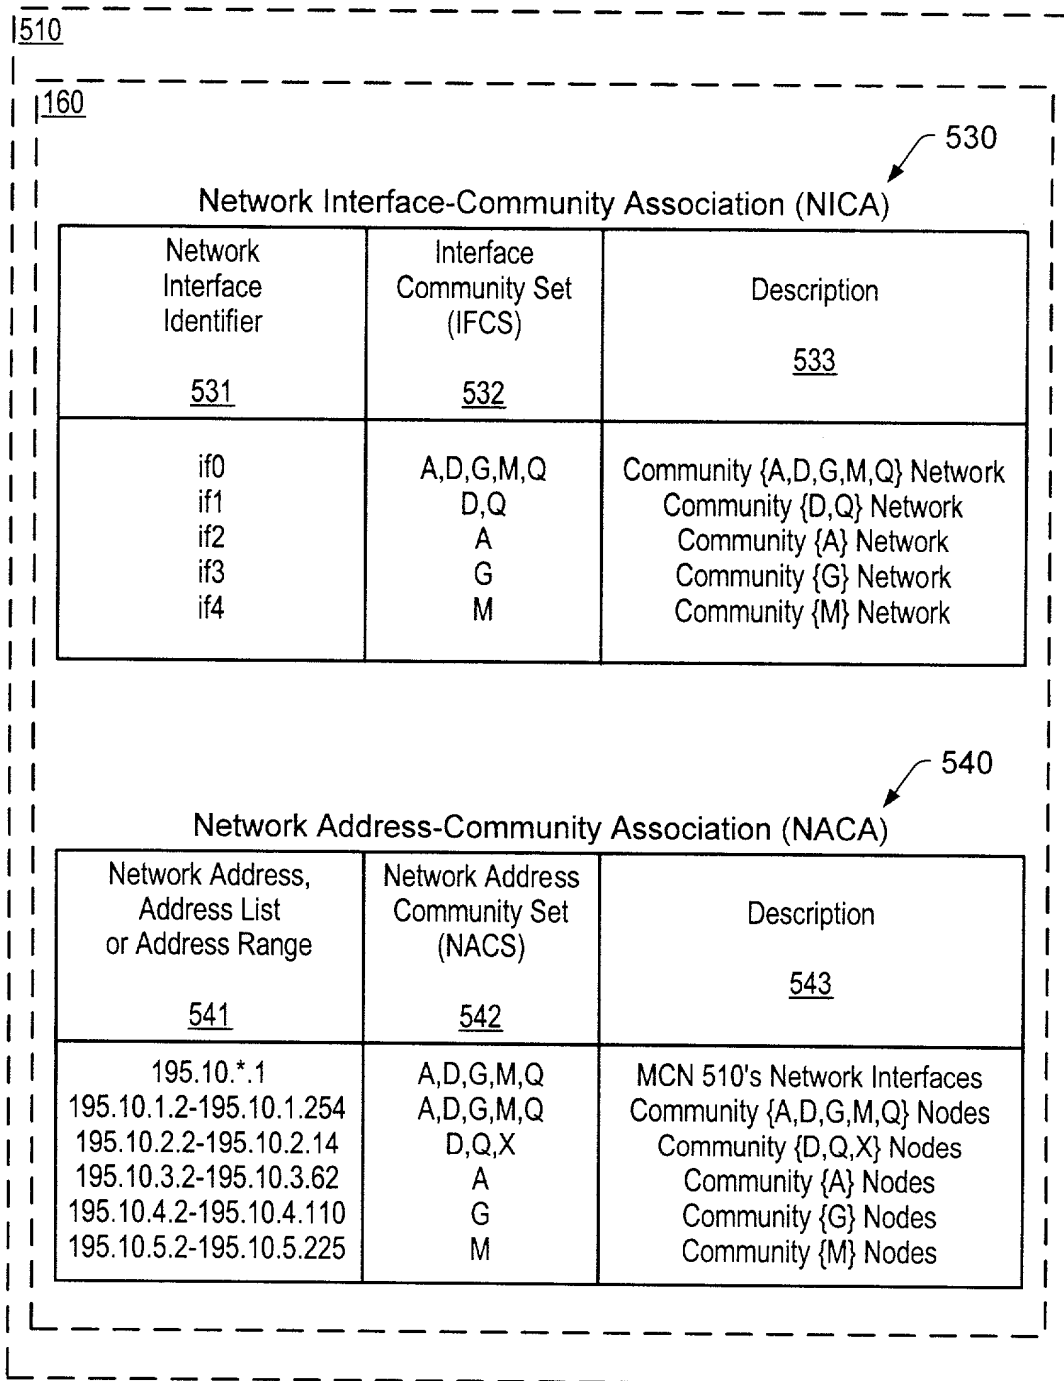 510
160
530
Network Interface-Community Association (NICA)
Network
Interface
Identifier
531
Interface
Community Set
(IFCS)
532
Description
533
if0 A,D,G,M,Q Community {A,D,G,M,Q} Network
if1 D,Q Community {D,Q} Network
if2 A Community {A} Network
if3 G Community {G} Network
if4 M Community {M} Network
540
Network Address-Community Association (NACA)
Network Address,
Address List
or Address Range
541
Network Address
Community Set
(NACS)
542
Description
543
195.10.*.1 A,D,G,M,Q MCN 510's Network Interfaces
195.10.1.2-195.10.1.254 A,D,G,M,Q Community {A,D,G,M,Q} Nodes
195.10.2.2-195.10.2.14 D,Q,X Community {D,Q,X} Nodes
195.10.3.2-195.10.3.62 A Community {A} Nodes
195.10.4.2-195.10.4.110 G Community {G} Nodes
195.10.5.2-195.10.5.225 M Community {M} Nodes